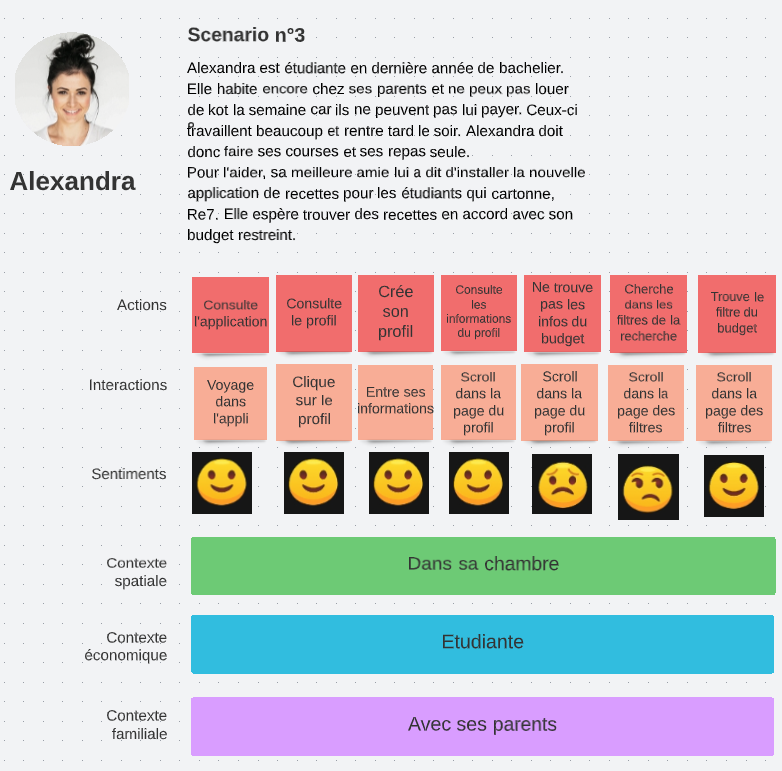 Scenario n°3
Alexandra est étudiante en dernière année de bachelier.
Elle habite encore chez ses parents et ne peux pas louer
de kot la semaine car ils ne peuvent pas lui payer. Ceux-ci
travaillent beaucoup et rentre tard le soir. Alexandra doit
donc faire ses courses et ses repas seule.
Pour l'aider, sa meilleure amie lui a dit d'installer la nouvelle
application de recettes pour les étudiants qui cartonne,
Re7. Elle espère trouver des recettes en accord avec son
budget restreint.
Alexandra
Actions
Consulte
l'application
Consulte
le profil
Crée
son
profil
Consulte
les
informations
du profil
Ne trouve
pas les
infos du
budget
Cherche
dans les
filtres de la
recherche
Trouve le
filtre du
budget
Interactions
Voyage
dans
l'appli
Clique
sur le
profil
Entre ses
informations
Scroll
dans la
page du
profil
Scroll
dans la
page du
profil
Scroll
dans la
page des
filtres
Scroll
dans la
page des
filtres
Sentiments
Contexte
spatiale
Dans sa chambre
Contexte
économique
Etudiante
Contexte
familiale
Avec ses parents